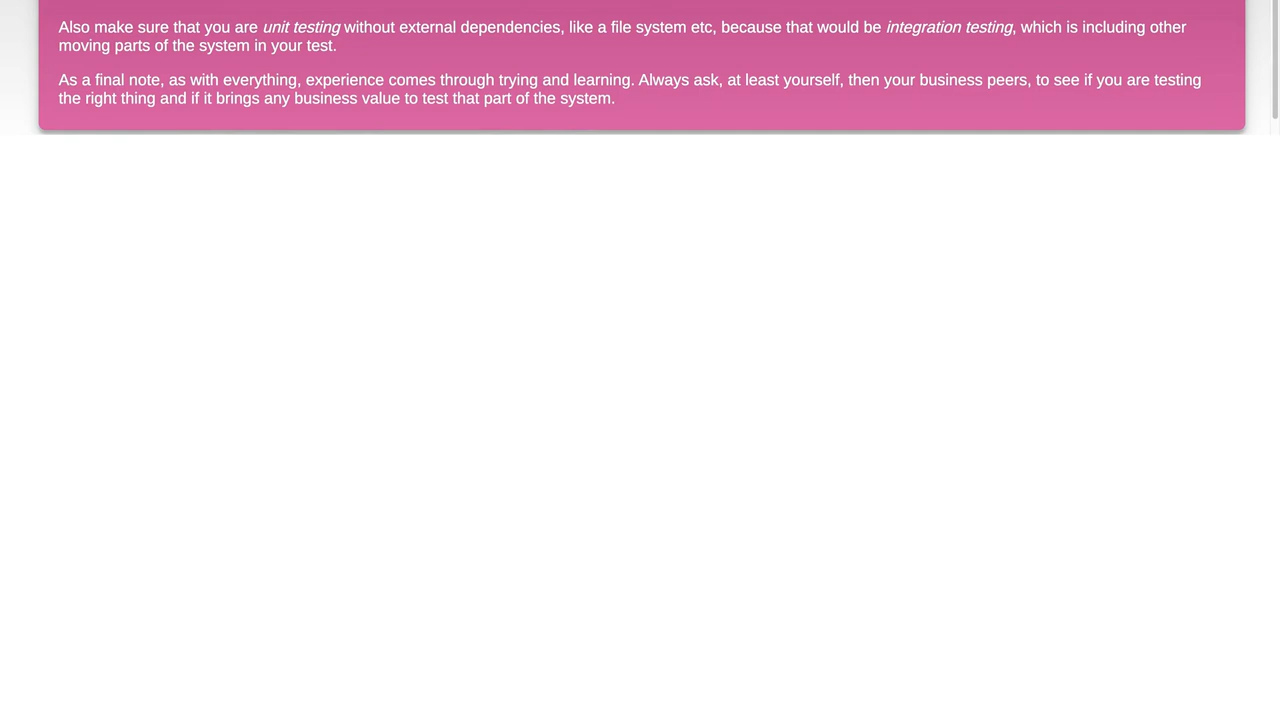 Also make sure that you are unit testing without external dependencies, like a file system etc, because that would be integration testing, which is including other
moving parts of the system in your test.
As a final note, as with everything, experience comes through trying and learning. Always ask, at least yourself, then your business peers, to see if you are testing
the right thing and if it brings any business value to test that part of the system.